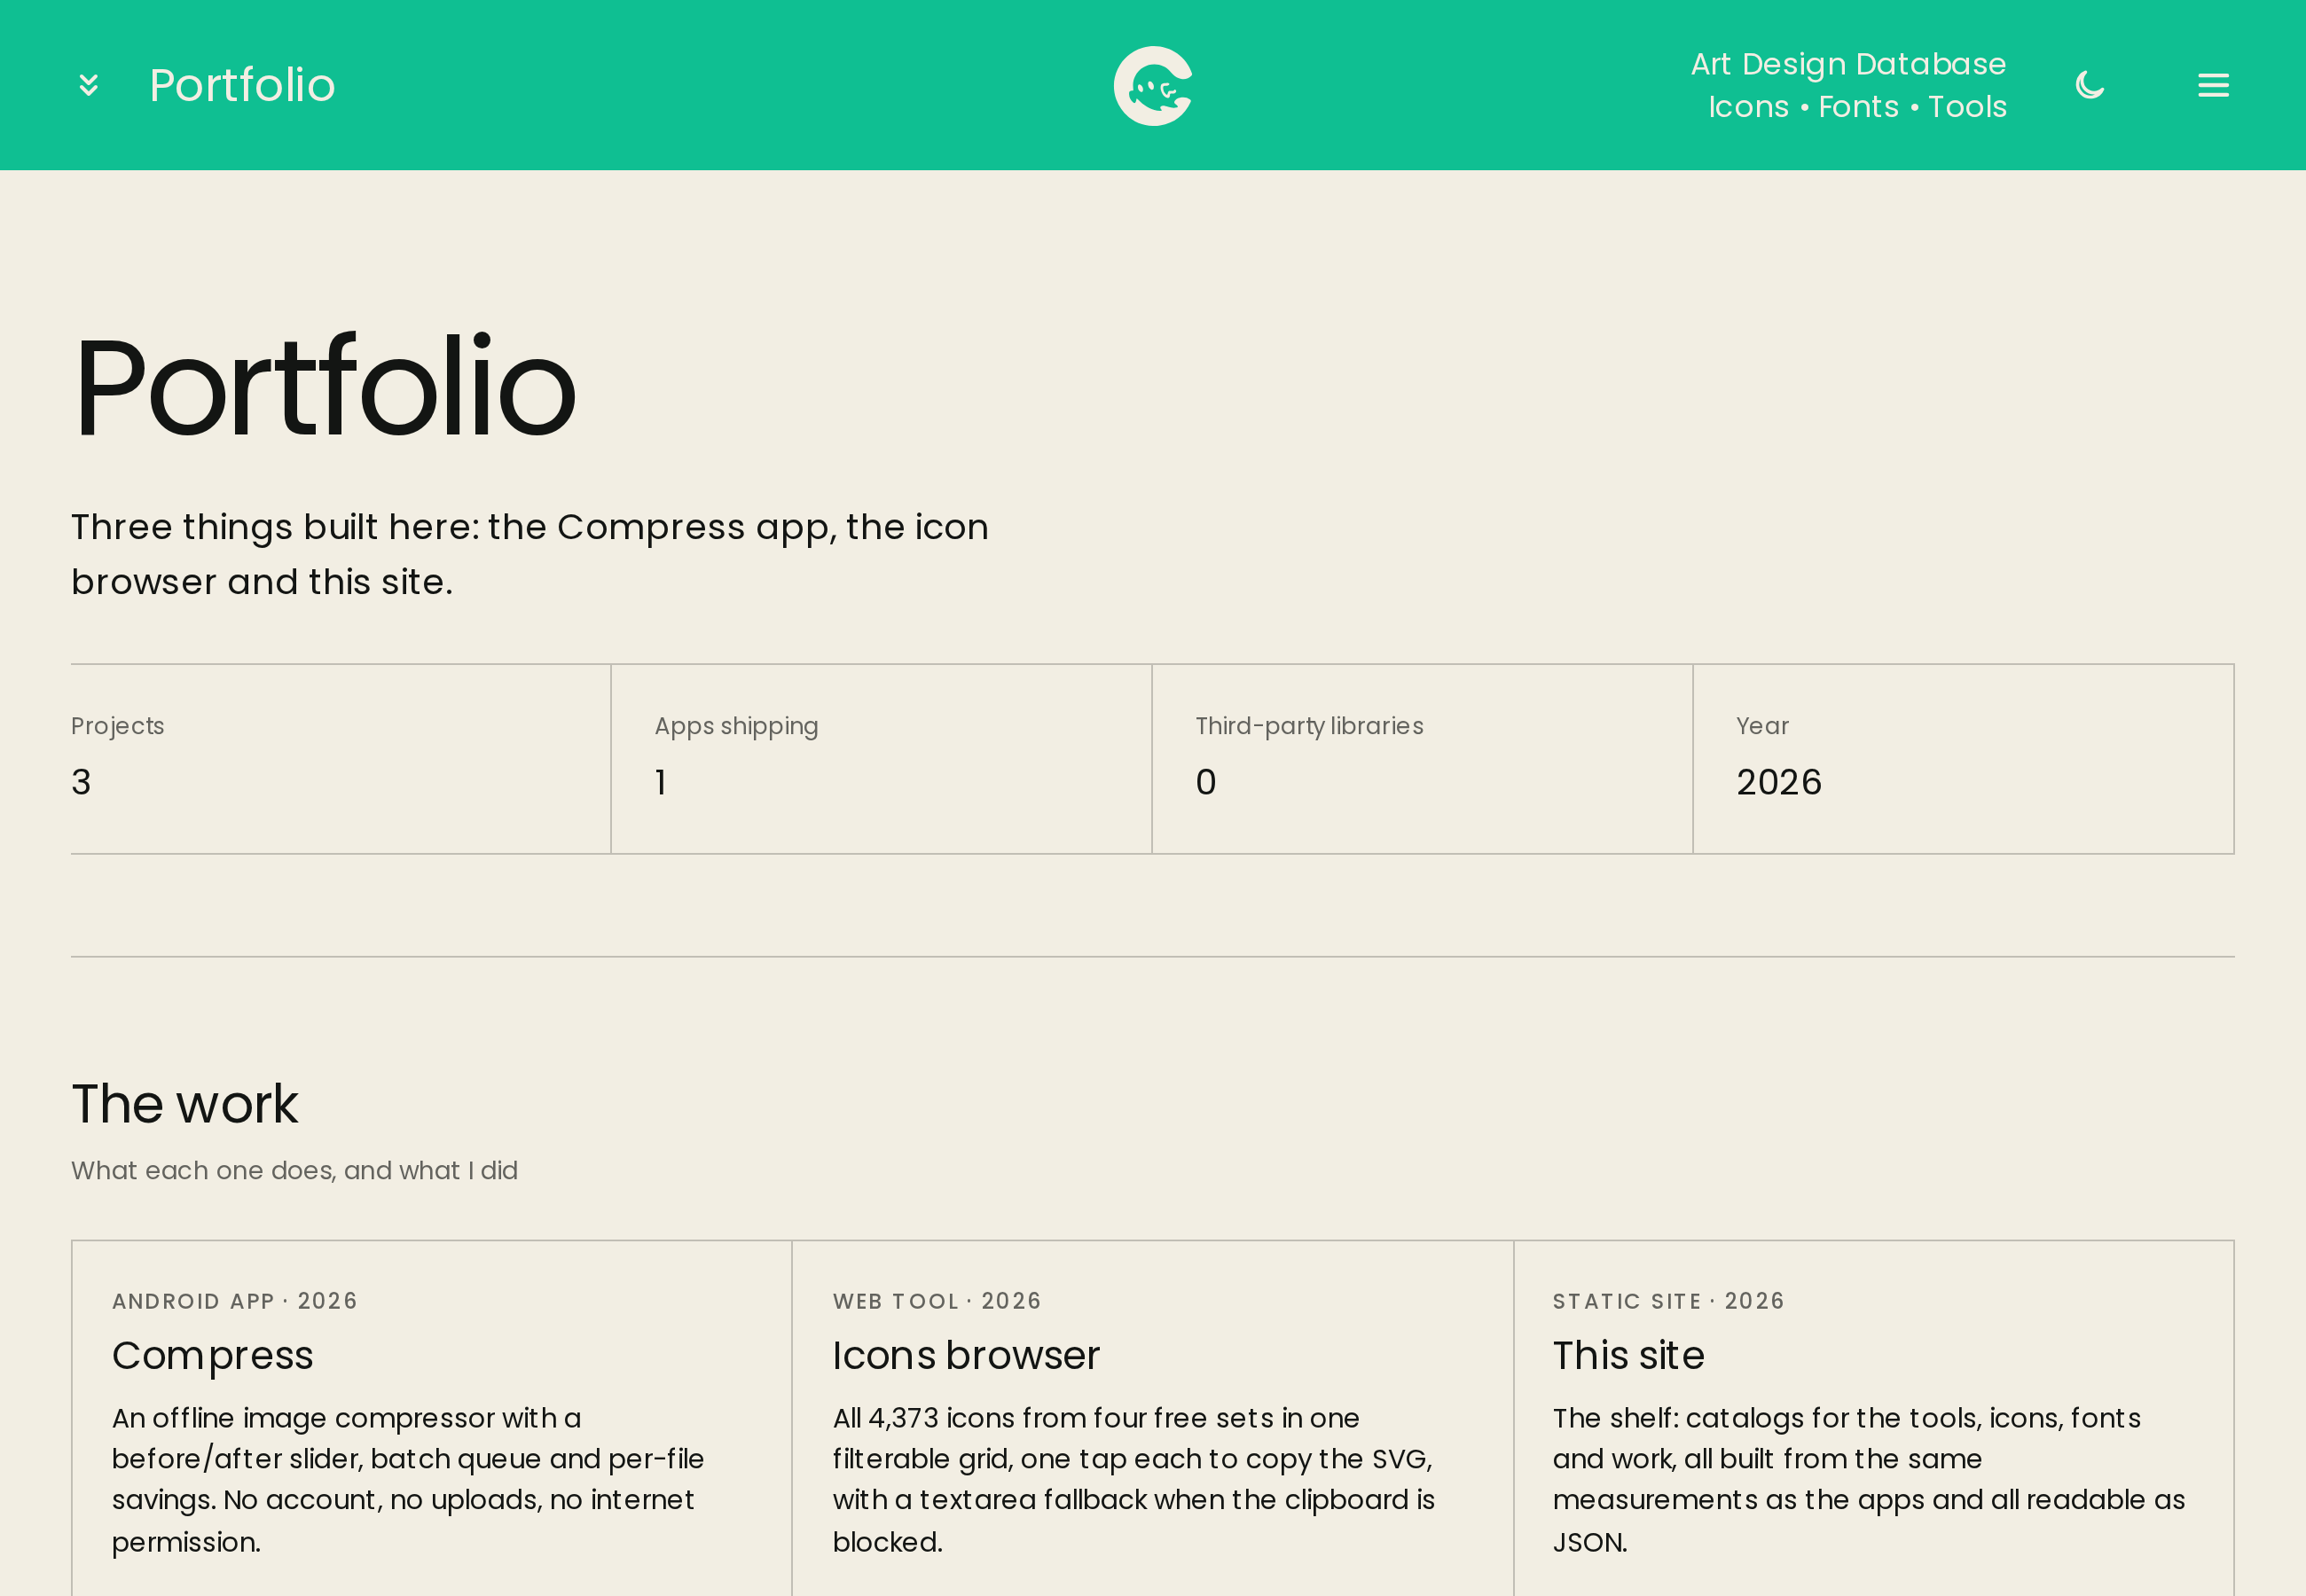 Portfolio
Art Design Database
Icons • Fonts • Tools
Portfolio
Three things built here: the Compress app, the icon
browser and this site.
Projects
3
Apps shipping
1
Third-party libraries
0
Year
2026
The work
What each one does, and what I did
ANDROID APP · 2026
Compress
An offline image compressor with a
before/after slider, batch queue and per-file
savings. No account, no uploads, no internet
permission.
WEB TOOL · 2026
Icons browser
All 4,373 icons from four free sets in one
filterable grid, one tap each to copy the SVG,
with a textarea fallback when the clipboard is
blocked.
STATIC SITE · 2026
This site
The shelf: catalogs for the tools, icons, fonts
and work, all built from the same
measurements as the apps and all readable as
JSON.